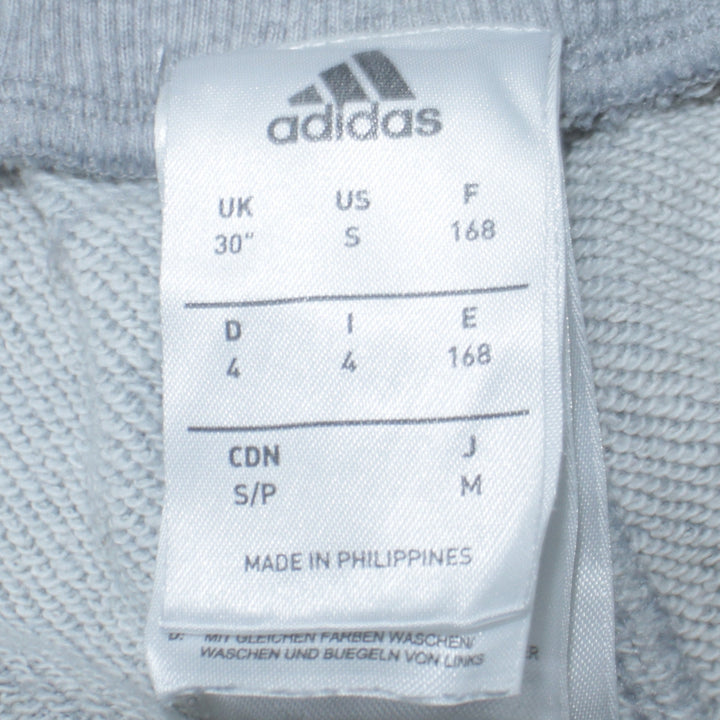 adidas
UK US F
30" S 168
D I E
4 4 168
CDN J
S/P M
MADE IN PHILIPPINES
D: MIT GLEICHEN FARBEN WASCHEN/
WASCHEN UND BUEGELN VON LINKS